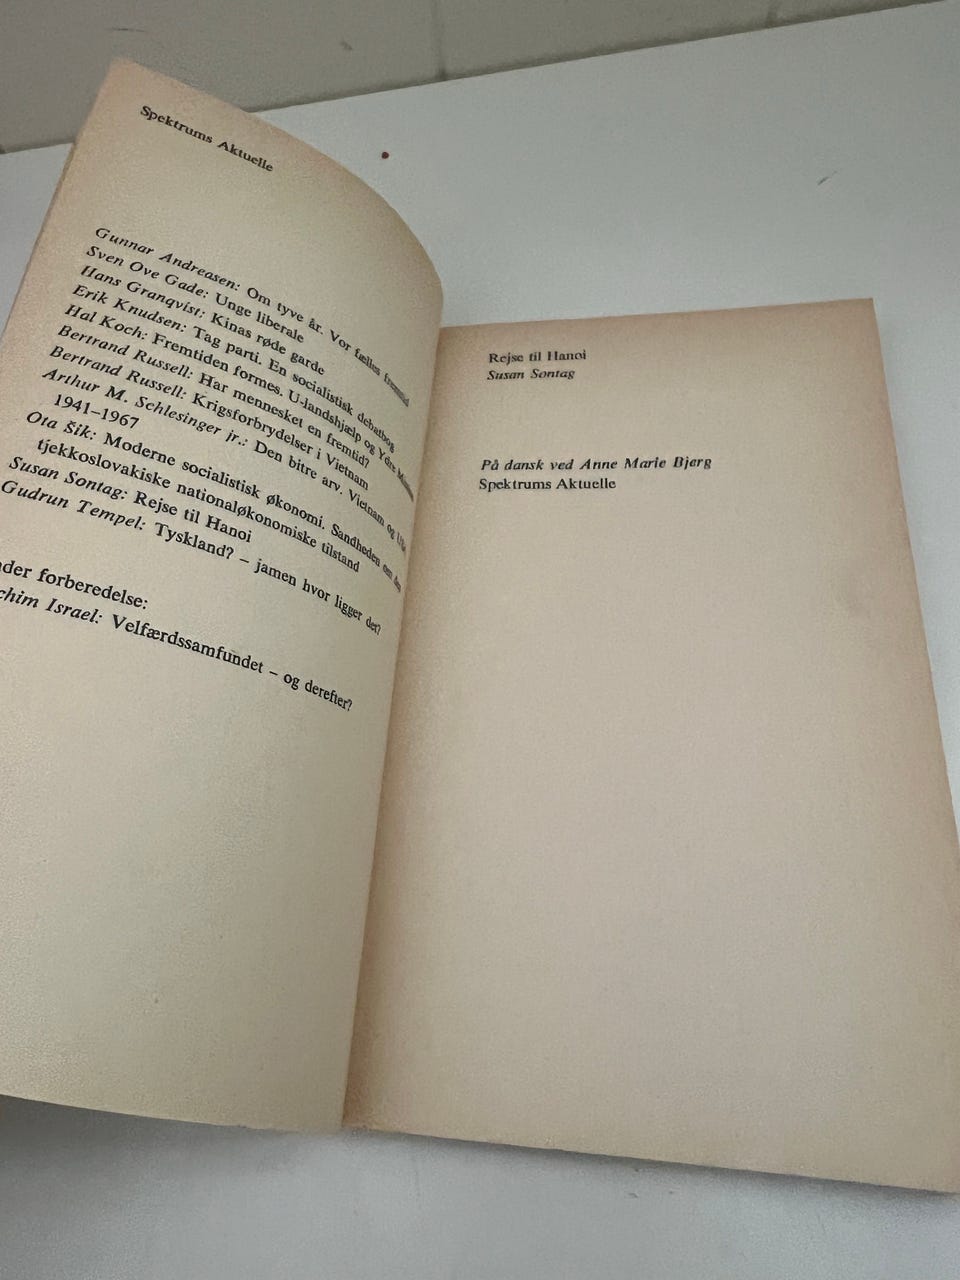 Spektrums Aktuelle
Gunnar Andreasen: Om tyve år. Vor fælles fremtid
Sven Ove Gade: Unge liberale
Hans Granqvist: Kinas røde garde
Erik Knudsen: Tag parti. En socialistisk debatbog
Hal Koch: Fremtiden formes. U-landshjælp og Ydre
Bertrand Russell: Har mennesket en fremtid?
Bertrand Russell: Krigsforbrydelser i Vietnam
Arthur M. Schlesinger jr.: Den bitre arv. Vietnam og USA
1941–1967
Ota Šik: Moderne socialistisk økonomi. Sandheden om den
tjekkoslovakiske nationaløkonomiske tilstand
Susan Sontag: Rejse til Hanoi
Gudrun Tempel: Tyskland? – jamen hvor ligger det?
forberedelse:
Israel: Velfærdssamfundet – og derefter?
Rejse til Hanoi
Susan Sontag
På dansk ved Anne Marie Bjerg
Spektrums Aktuelle